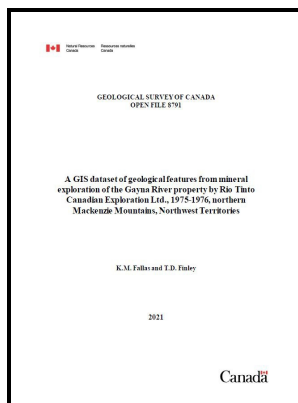 Natural Resources Ressources naturelles
Canada Canada
GEOLOGICAL SURVEY OF CANADA
OPEN FILE 8791
A GIS dataset of geological features from mineral
exploration of the Gayna River property by Rio Tinto
Canadian Exploration Ltd., 1975-1976, northern
Mackenzie Mountains, Northwest Territories
K.M. Fallas and T.D. Finley
2021
Canada